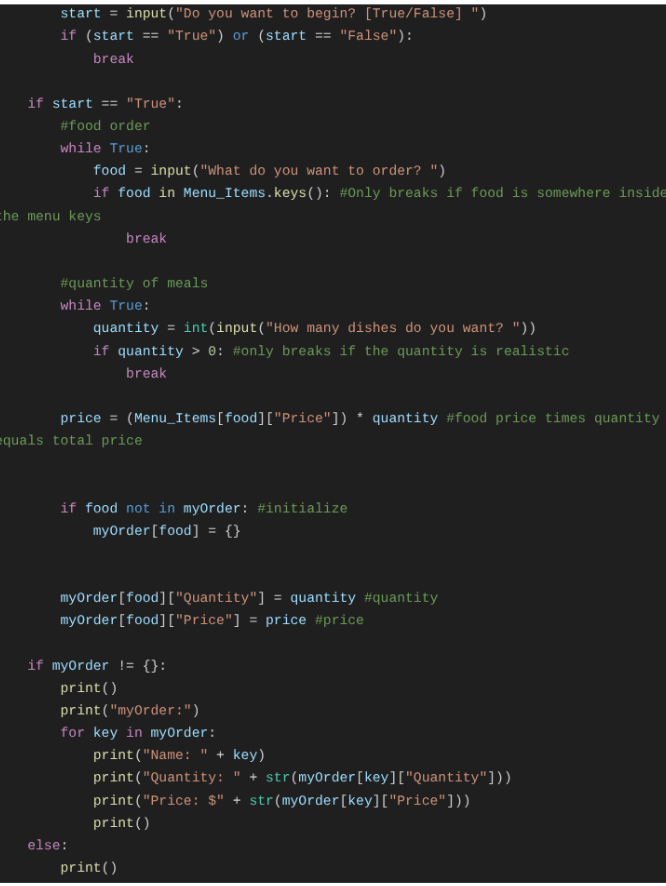 start = input("Do you want to begin? [True/False] ")
        if (start == "True") or (start == "False"):
            break

    if start == "True":
        #food order
        while True:
            food = input("What do you want to order? ")
            if food in Menu_Items.keys(): #Only breaks if food is somewhere inside
the menu keys
                break

        #quantity of meals
        while True:
            quantity = int(input("How many dishes do you want? "))
            if quantity > 0: #only breaks if the quantity is realistic
                break

        price = (Menu_Items[food]["Price"]) * quantity #food price times quantity
equals total price

        if food not in myOrder: #initialize
            myOrder[food] = {}

        myOrder[food]["Quantity"] = quantity #quantity
        myOrder[food]["Price"] = price #price

    if myOrder != {}:
        print()
        print("myOrder:")
        for key in myOrder:
            print("Name: " + key)
            print("Quantity: " + str(myOrder[key]["Quantity"]))
            print("Price: $" + str(myOrder[key]["Price"]))
            print()
    else:
        print()